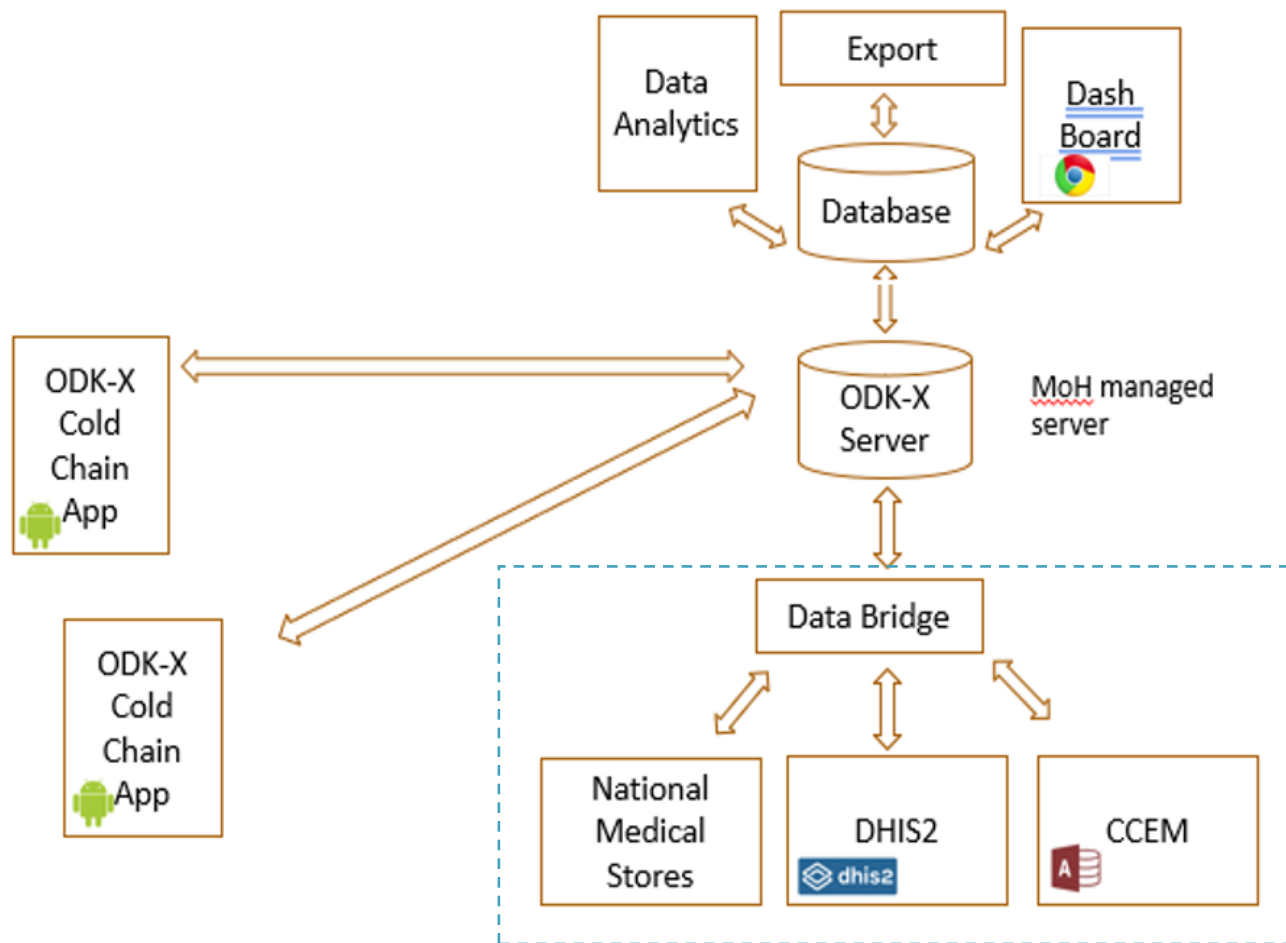 Export
Data
Analytics
Dash
Board
Database
ODK-X
Server
MoH managed
server
ODK-X
Cold
Chain
App
ODK-X
Cold
Chain
App
Data Bridge
National
Medical
Stores
DHIS2
dhis2
CCEM
A